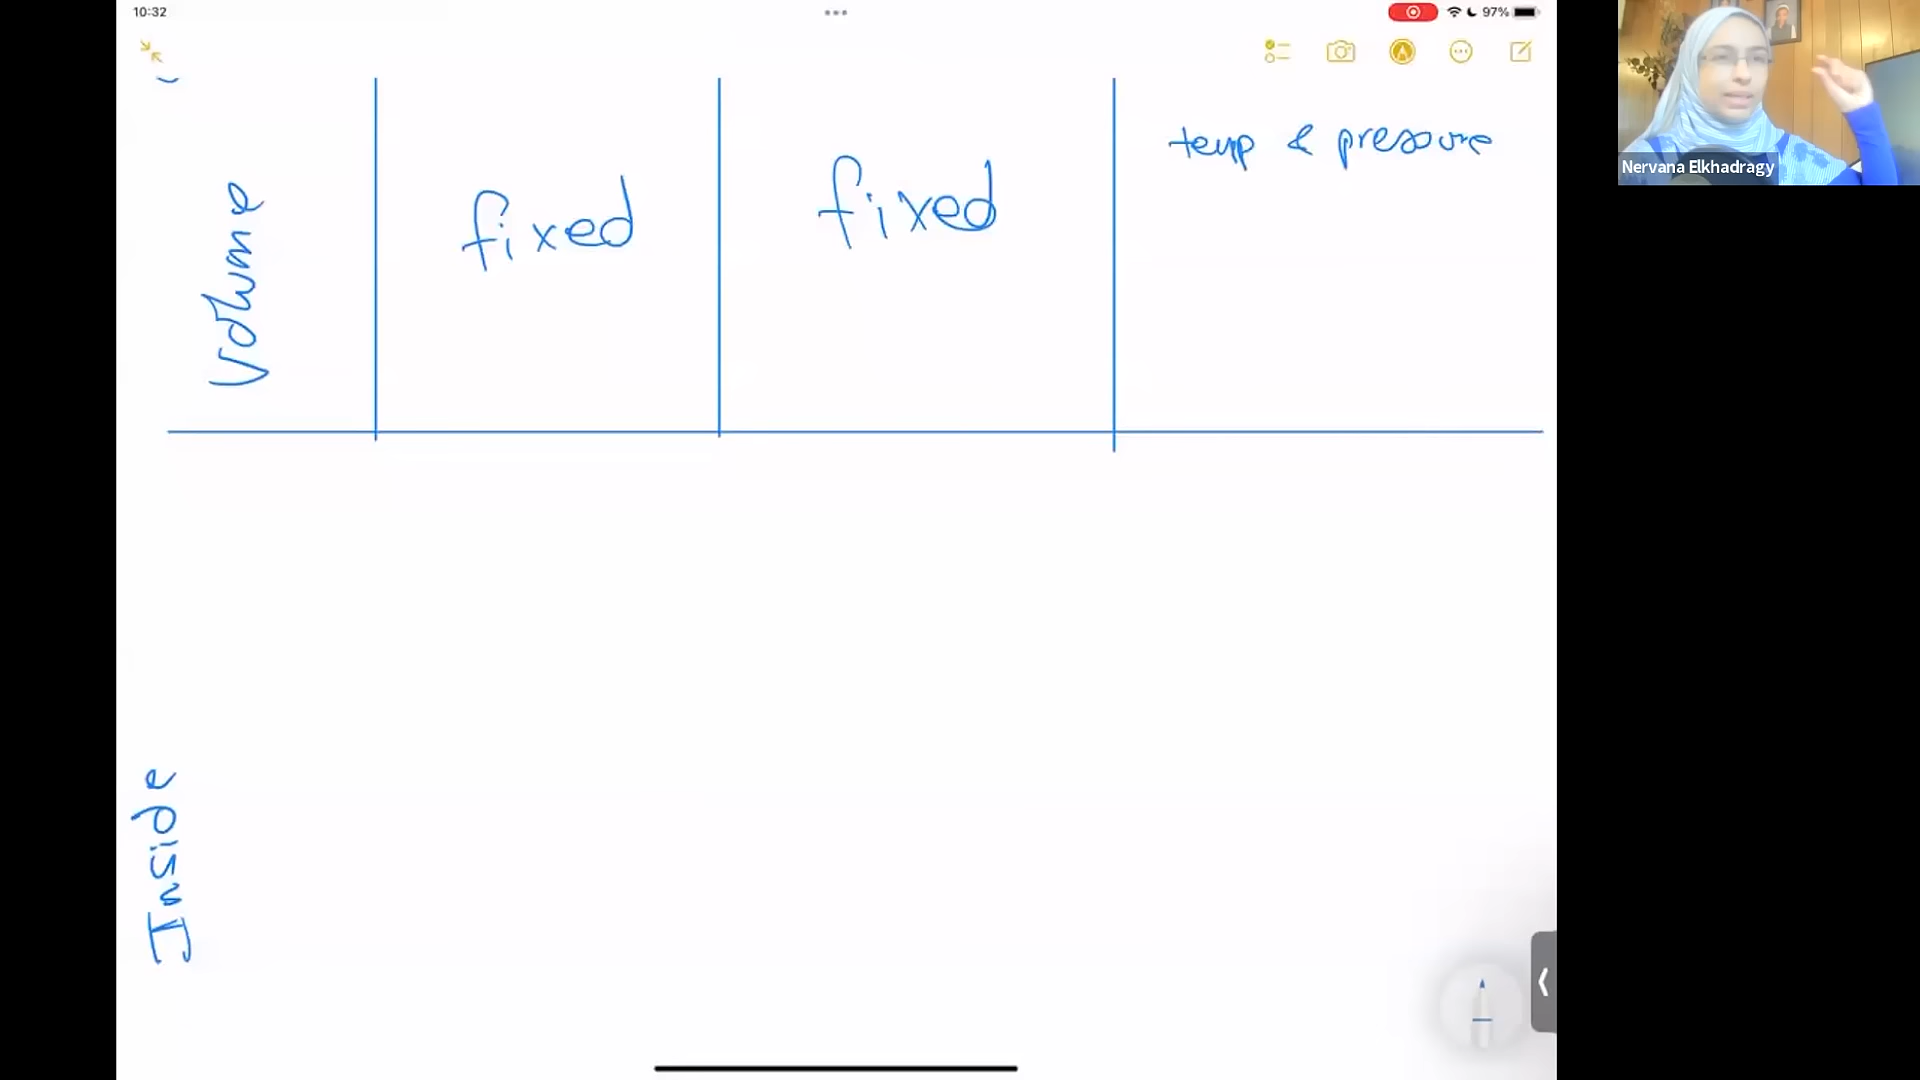 10:32
97%
temp & pressure
Nervana Elkhadragy
Volume
fixed
fixed
Inside